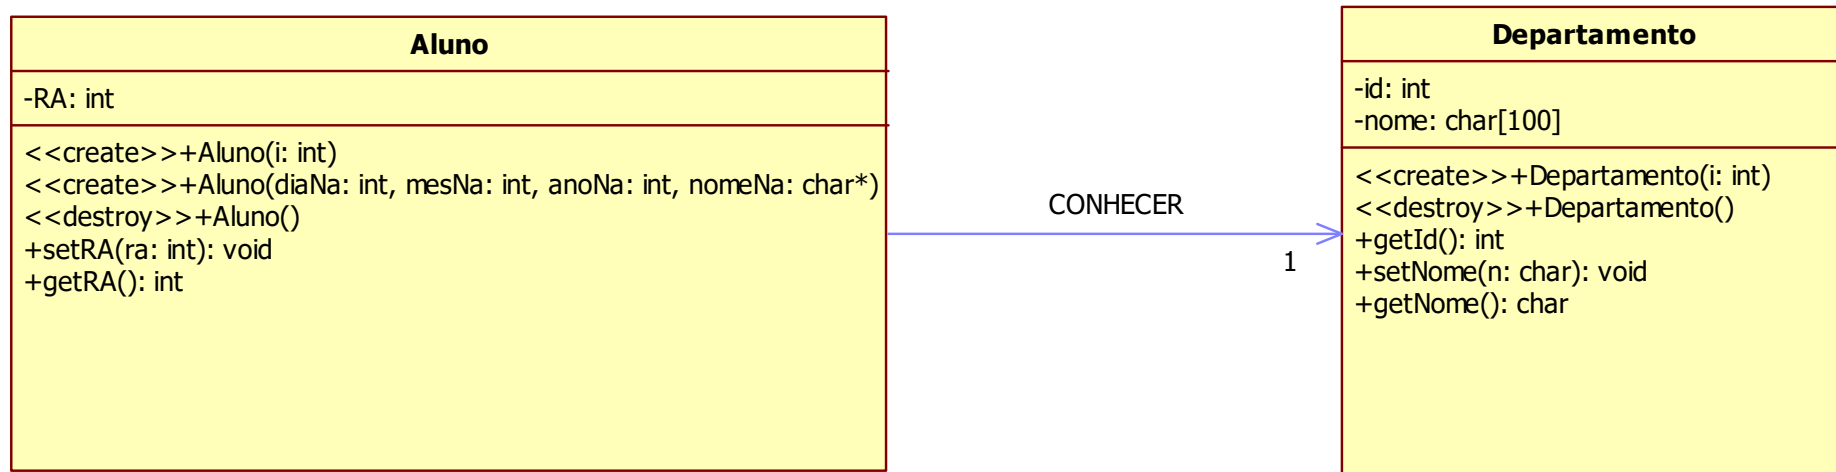 Aluno
-RA: int
<<create>>+Aluno(i: int)
<<create>>+Aluno(diaNa: int, mesNa: int, anoNa: int, nomeNa: char*)
<<destroy>>+Aluno()
+setRA(ra: int): void
+getRA(): int
CONHECER
1
Departamento
-id: int
-nome: char[100]
<<create>>+Departamento(i: int)
<<destroy>>+Departamento()
+getId(): int
+setNome(n: char): void
+getNome(): char